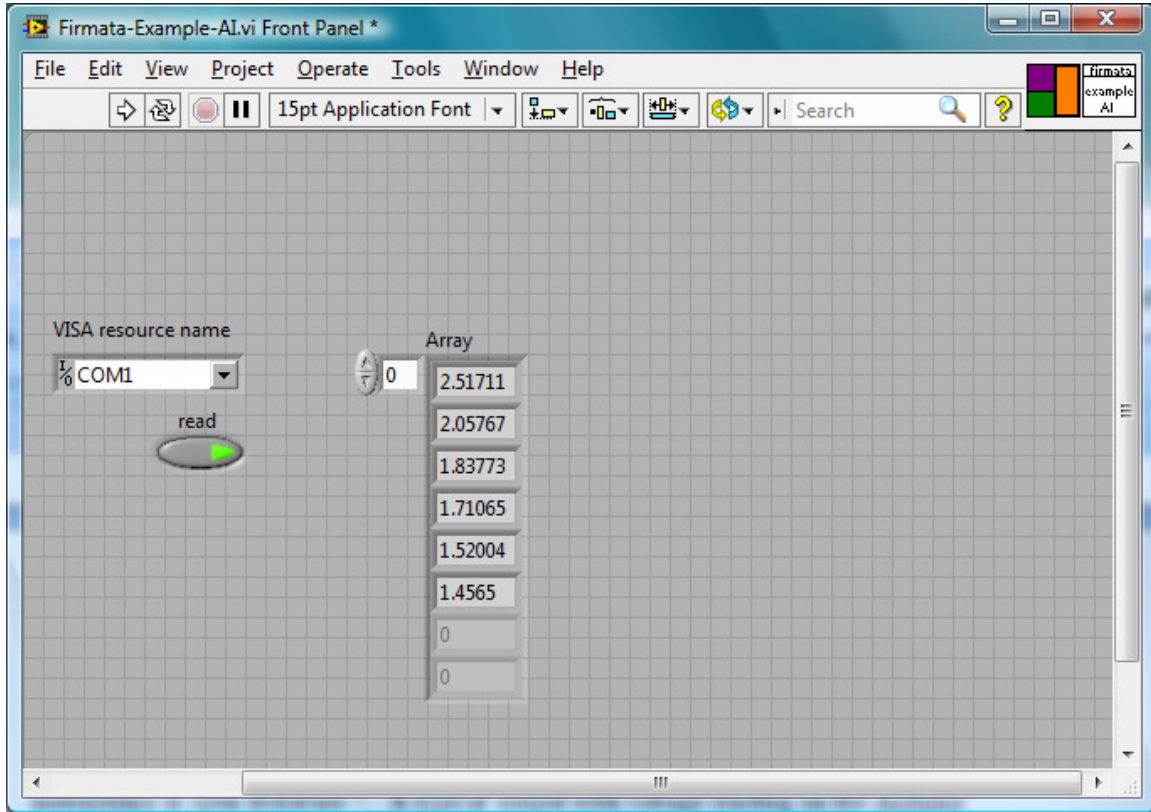 Firmata-Example-AI.vi Front Panel *
File Edit View Project Operate Tools Window Help
firmata
example
AI
15pt Application Font
Search
VISA resource name
COM1
read
Array
0
2.51711
2.05767
1.83773
1.71065
1.52004
1.4565
0
0